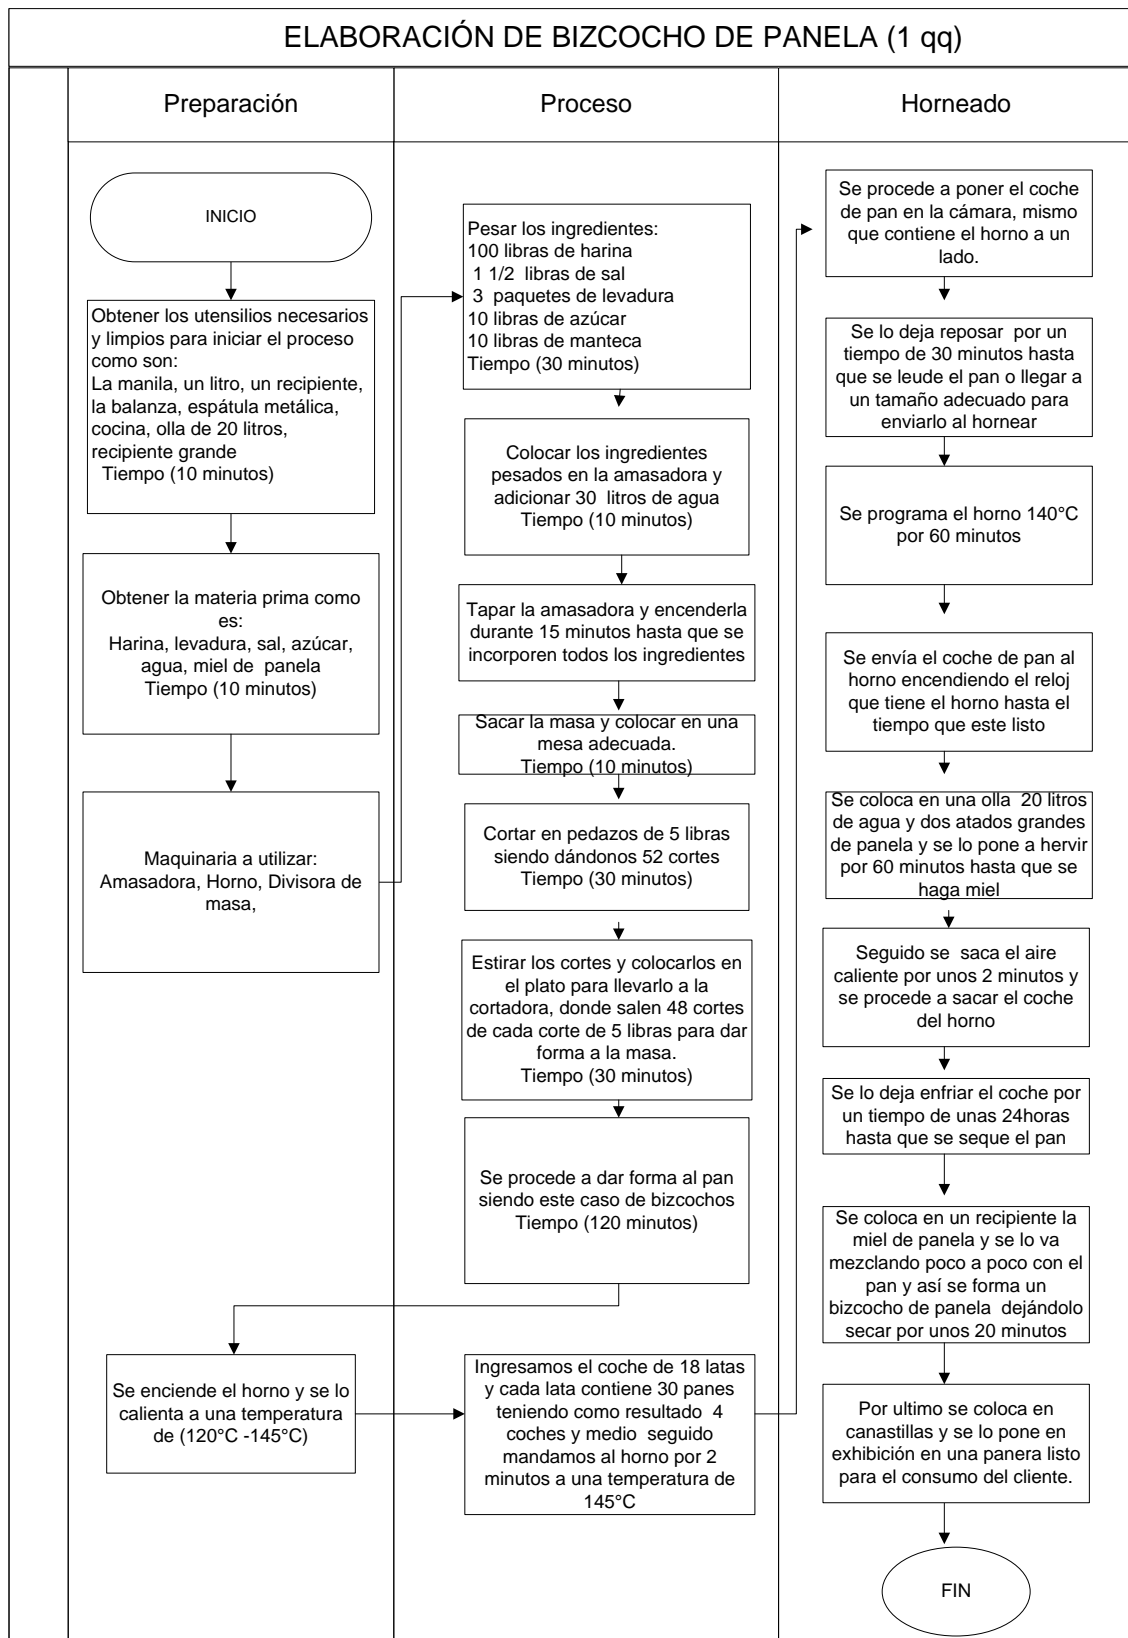 ELABORACIÓN DE BIZCOCHO DE PANELA (1 qq)
Preparación
Proceso
Horneado
INICIO
Obtener los utensilios necesarios
y limpios para iniciar el proceso
como son:
La manila, un litro, un recipiente,
la balanza, espátula metálica,
cocina, olla de 20 litros,
recipiente grande
Tiempo (10 minutos)
Obtener la materia prima como
es:
Harina, levadura, sal, azúcar,
agua, miel de panela
Tiempo (10 minutos)
Maquinaria a utilizar:
Amasadora, Horno, Divisora de
masa,
Pesar los ingredientes:
100 libras de harina
1 1/2 libras de sal
3 paquetes de levadura
10 libras de azúcar
10 libras de manteca
Tiempo (30 minutos)
Colocar los ingredientes
pesados en la amasadora y
adicionar 30 litros de agua
Tiempo (10 minutos)
Tapar la amasadora y encenderla
durante 15 minutos hasta que se
incorporen todos los ingredientes
Sacar la masa y colocar en una
mesa adecuada.
Tiempo (10 minutos)
Cortar en pedazos de 5 libras
siendo dándonos 52 cortes
Tiempo (30 minutos)
Estirar los cortes y colocarlos en
el plato para llevarlo a la
cortadora, donde salen 48 cortes
de cada corte de 5 libras para dar
forma a la masa.
Tiempo (30 minutos)
Se procede a dar forma al pan
siendo este caso de bizcochos
Tiempo (120 minutos)
Se enciende el horno y se lo
calienta a una temperatura
de (120°C -145°C)
Ingresamos el coche de 18 latas
y cada lata contiene 30 panes
teniendo como resultado 4
coches y medio seguido
mandamos al horno por 2
minutos a una temperatura de
145°C
Se procede a poner el coche
de pan en la cámara, mismo
que contiene el horno a un
lado.
Se lo deja reposar por un
tiempo de 30 minutos hasta
que se leude el pan o llegar a
un tamaño adecuado para
enviarlo al hornear
Se programa el horno 140°C
por 60 minutos
Se envía el coche de pan al
horno encendiendo el reloj
que tiene el horno hasta el
tiempo que este listo
Se coloca en una olla 20 litros
de agua y dos atados grandes
de panela y se lo pone a hervir
por 60 minutos hasta que se
haga miel
Seguido se saca el aire
caliente por unos 2 minutos y
se procede a sacar el coche
del horno
Se lo deja enfriar el coche por
un tiempo de unas 24horas
hasta que se seque el pan
Se coloca en un recipiente la
miel de panela y se lo va
mezclando poco a poco con el
pan y así se forma un
bizcocho de panela dejándolo
secar por unos 20 minutos
Por ultimo se coloca en
canastillas y se lo pone en
exhibición en una panera listo
para el consumo del cliente.
FIN